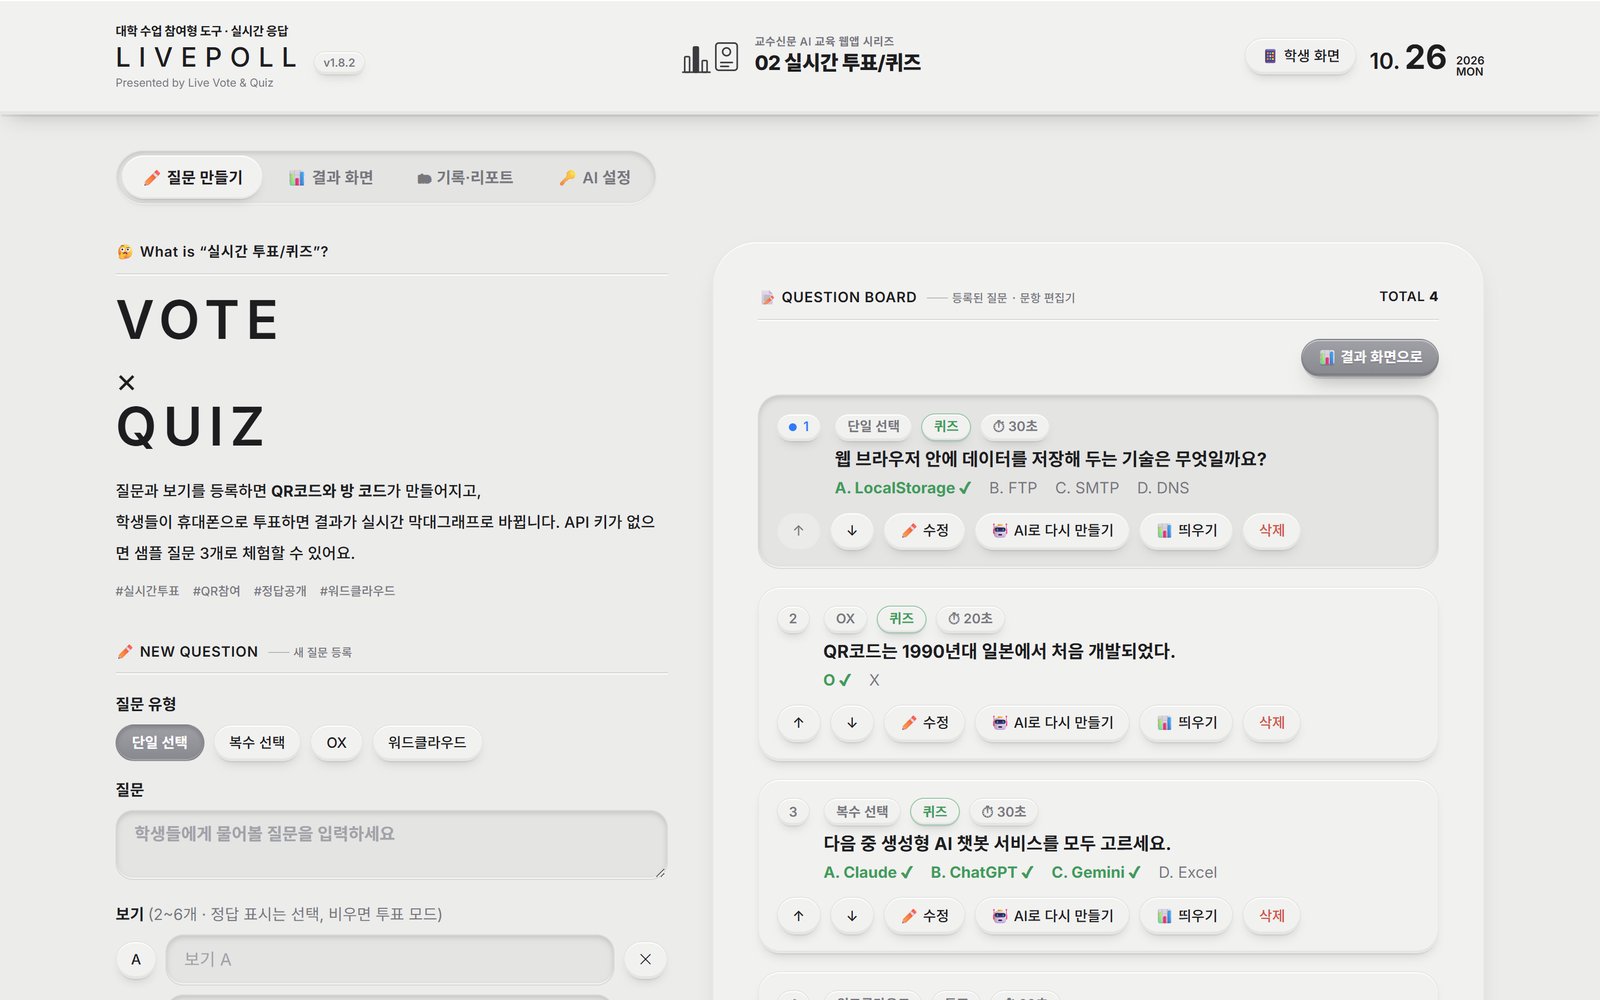 대학 수업 참여형 도구 · 실시간 응답
LIVEPOLL
v1.8.2
Presented by Live Vote & Quiz
교수신문 AI 교육 웹앱 시리즈
02 실시간 투표/퀴즈
학생 화면
10. 26 2026 MON
질문 만들기
결과 화면
기록·리포트
AI 설정
What is “실시간 투표/퀴즈”?
VOTE
×
QUIZ
질문과 보기를 등록하면 QR코드와 방 코드가 만들어지고,
학생들이 휴대폰으로 투표하면 결과가 실시간 막대그래프로 바뀝니다. API 키가 없으
면 샘플 질문 3개로 체험할 수 있어요.
#실시간투표 #QR참여 #정답공개 #워드클라우드
NEW QUESTION 새 질문 등록
질문 유형
단일 선택 복수 선택 OX 워드클라우드
질문
학생들에게 물어볼 질문을 입력하세요
보기 (2~6개 · 정답 표시는 선택, 비우면 투표 모드)
A 보기 A ×
QUESTION BOARD 등록된 질문 · 문항 편집기 TOTAL 4
결과 화면으로
1 단일 선택 퀴즈 30초
웹 브라우저 안에 데이터를 저장해 두는 기술은 무엇일까요?
A. LocalStorage ✓ B. FTP C. SMTP D. DNS
↑ ↓ 수정 AI로 다시 만들기 띄우기 삭제
2 OX 퀴즈 20초
QR코드는 1990년대 일본에서 처음 개발되었다.
O ✓ X
↑ ↓ 수정 AI로 다시 만들기 띄우기 삭제
3 복수 선택 퀴즈 30초
다음 중 생성형 AI 챗봇 서비스를 모두 고르세요.
A. Claude ✓ B. ChatGPT ✓ C. Gemini ✓ D. Excel
↑ ↓ 수정 AI로 다시 만들기 띄우기 삭제